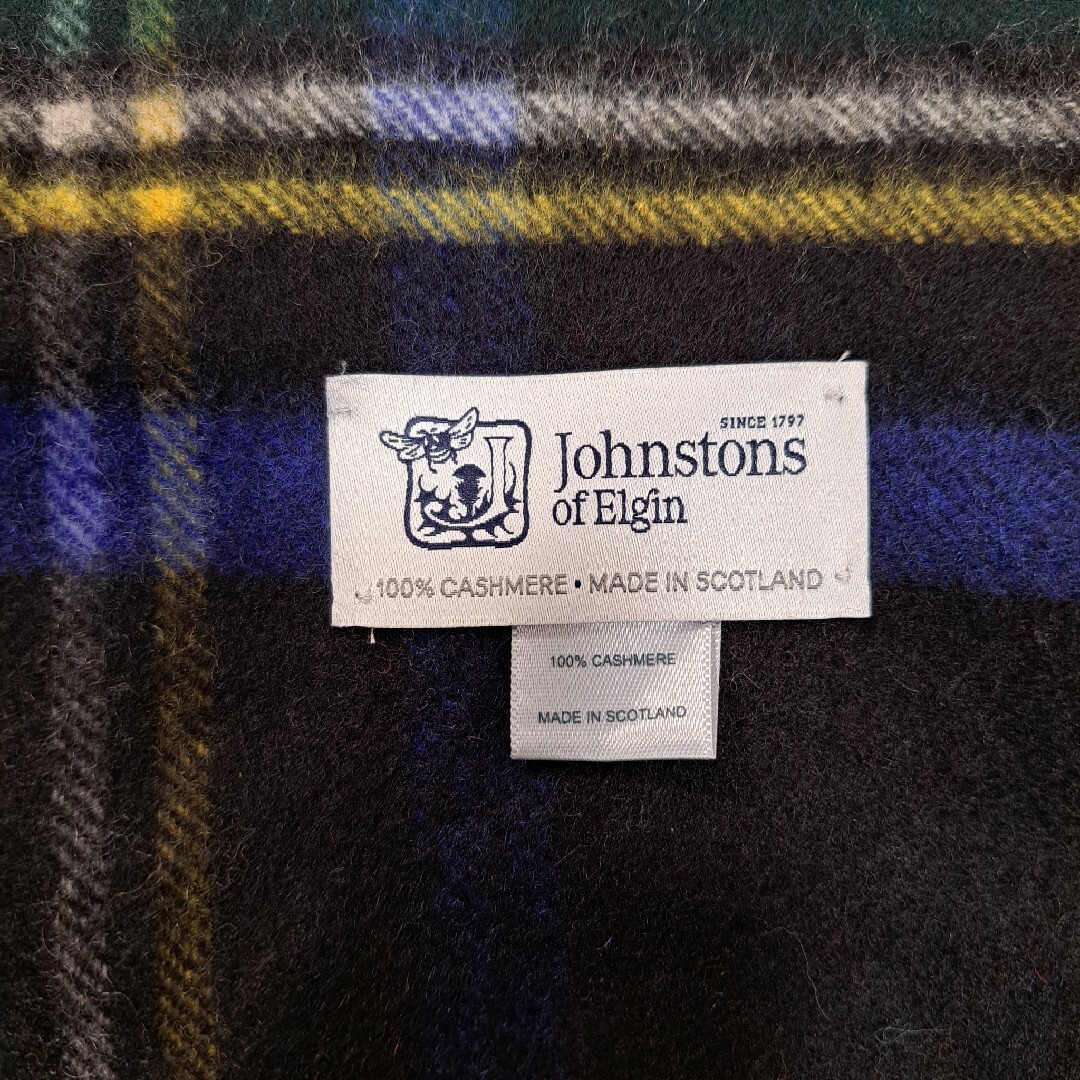 SINCE 1797
Johnstons
of Elgin
100% CASHMERE • MADE IN SCOTLAND
100% CASHMERE
MADE IN SCOTLAND